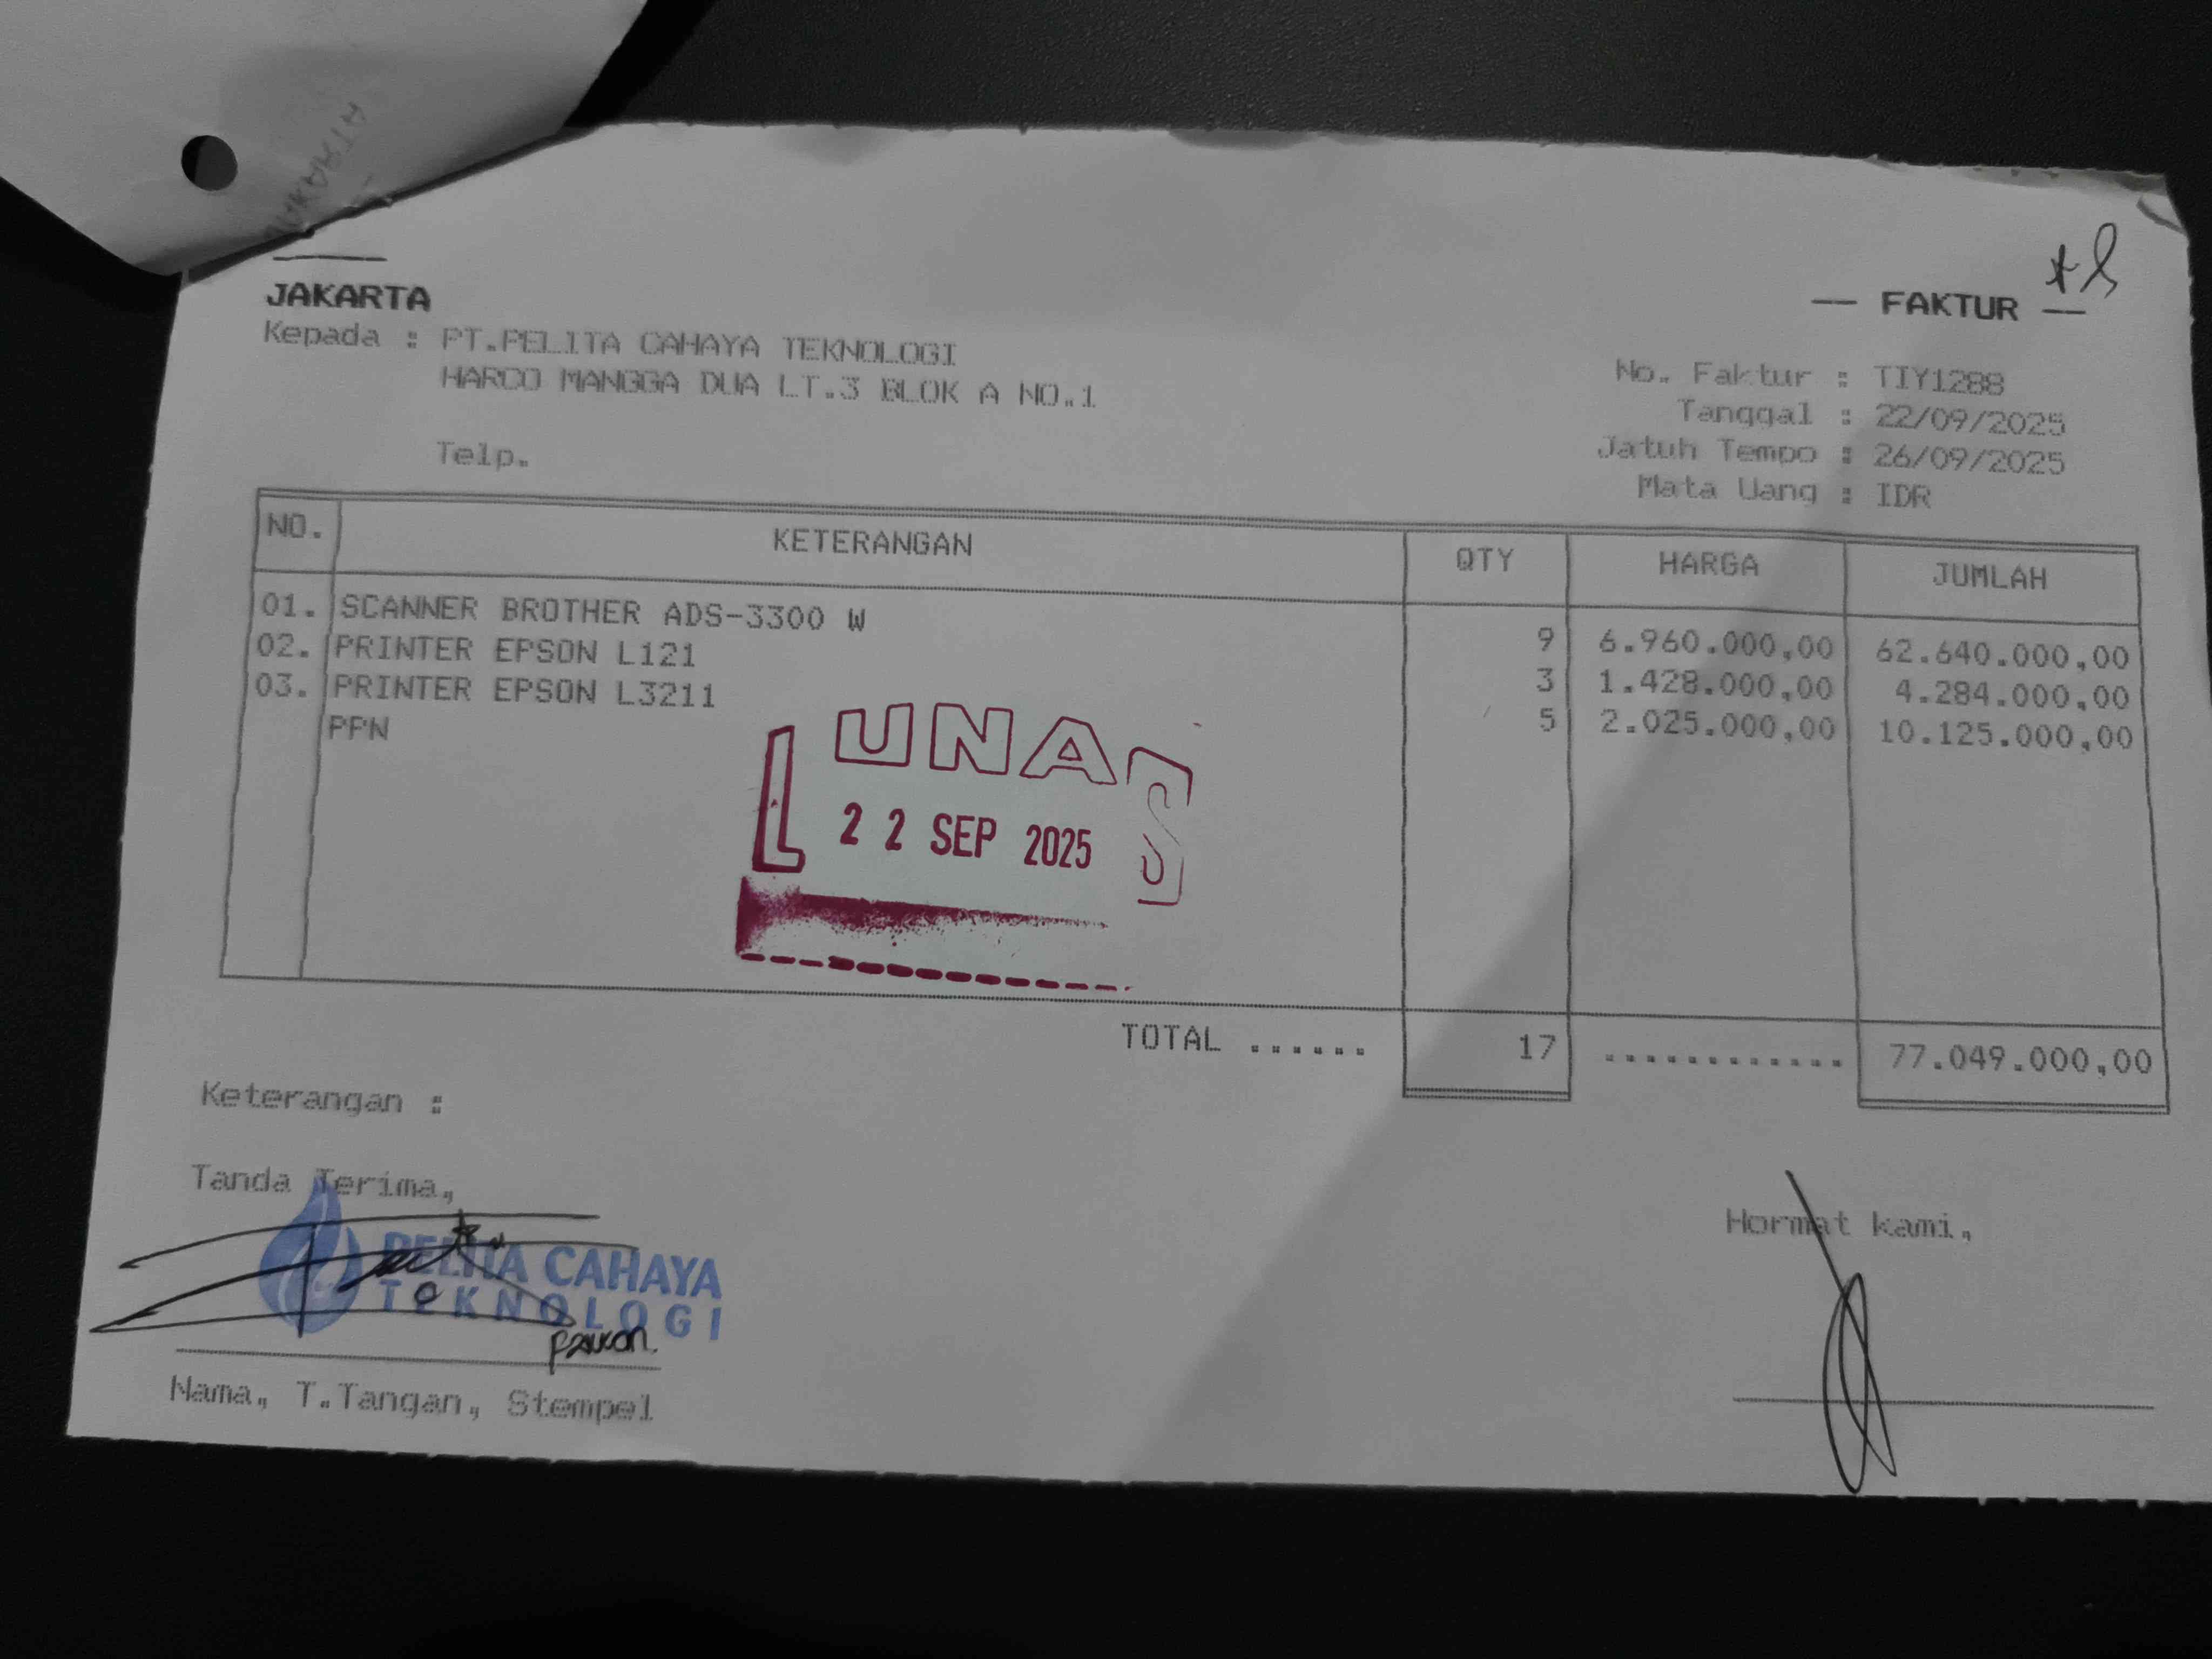 JAKARTA
— FAKTUR —
Kepada : PT.PELITA CAHAYA TEKNOLOGI
HARCO MANGGA DUA LT.3 BLOK A NO.1
Telp.
No. Faktur : TIY1288
Tanggal : 22/09/2025
Jatuh Tempo : 26/09/2025
Mata Uang : IDR
NO. KETERANGAN QTY HARGA JUMLAH
01. SCANNER BROTHER ADS-3300 W 9 6.960.000,00 62.640.000,00
02. PRINTER EPSON L121 3 1.428.000,00 4.284.000,00
03. PRINTER EPSON L3211 5 2.025.000,00 10.125.000,00
PPN
LUNAS
22 SEP 2025
TOTAL ...... 17 ............ 77.049.000,00
Keterangan :
Tanda Terima,
Hormat kami,
PELITA CAHAYA
TEKNOLOGI
Nama, T.Tangan, Stempel